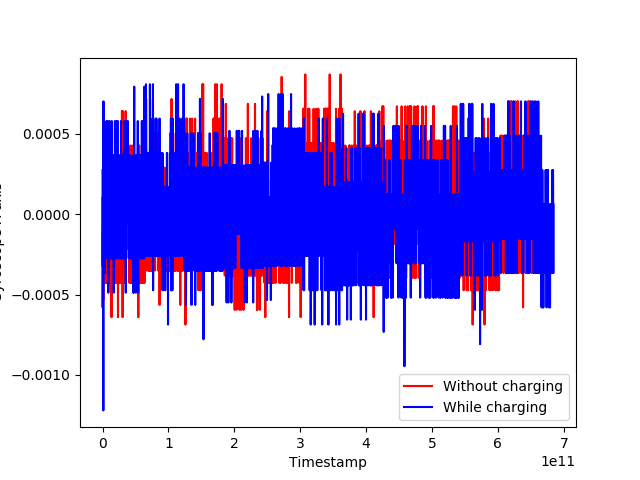 0.0005
0.0000
−0.0005
−0.0010
Without charging
While charging
0 1 2 3 4 5 6 7
1e11
Timestamp